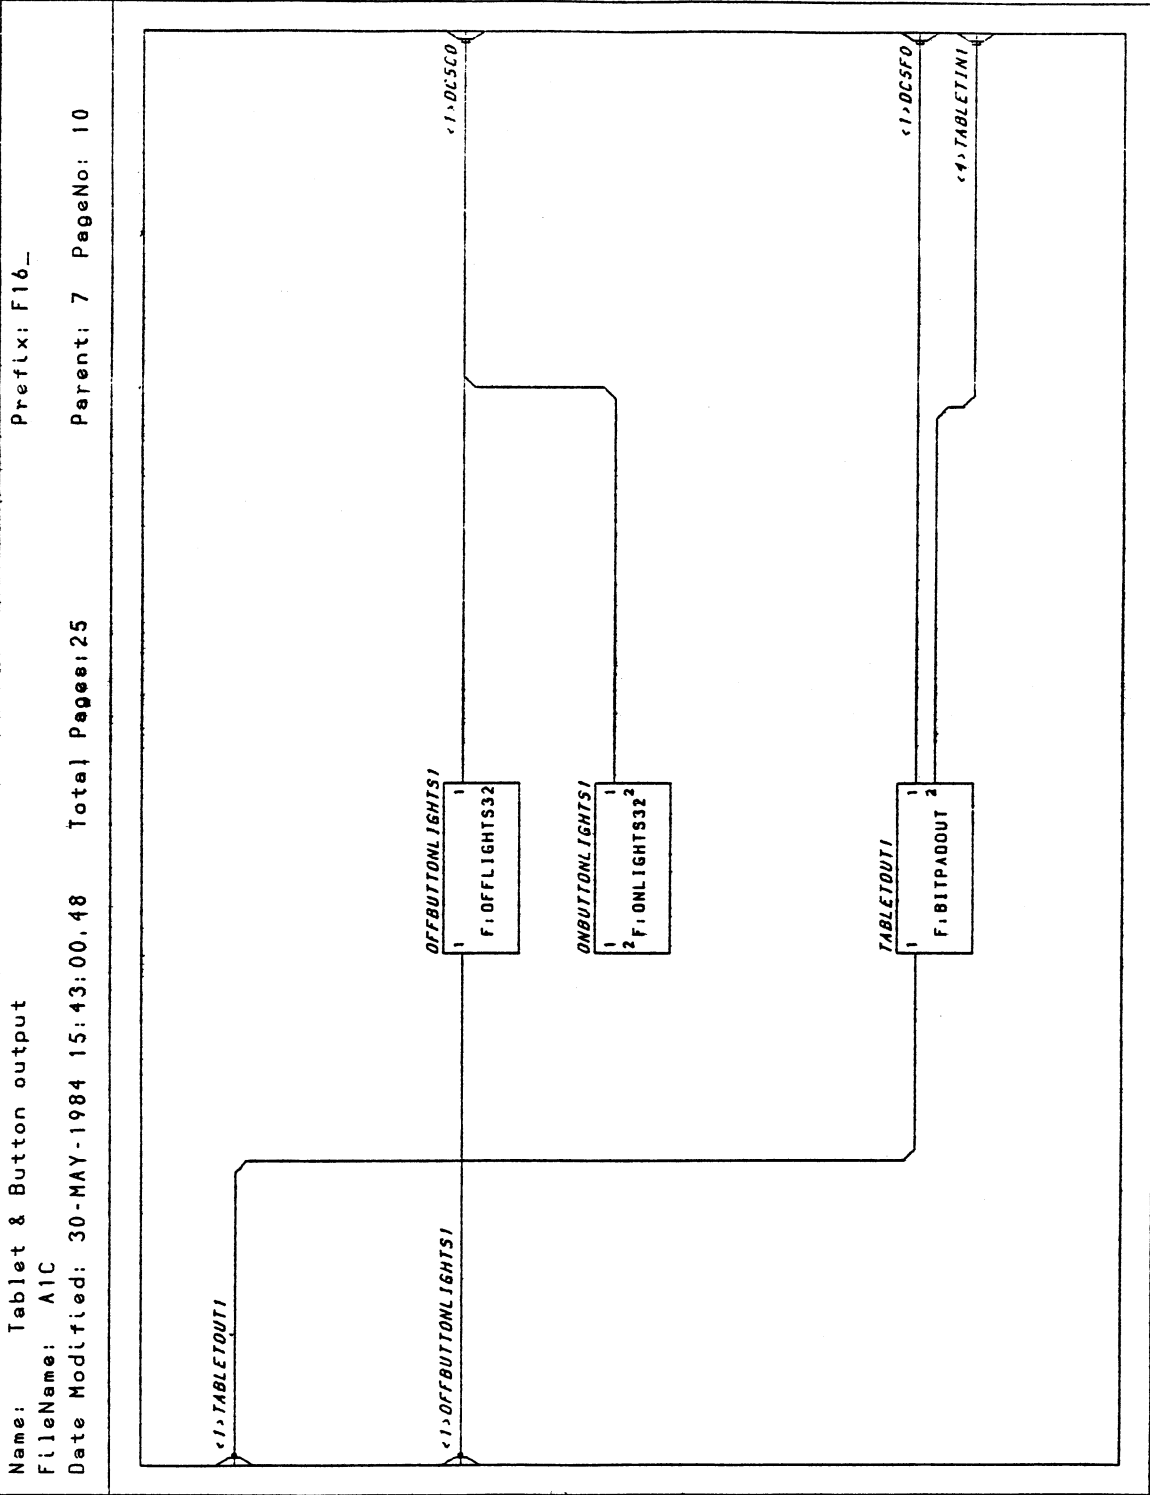 Name: Tablet & Button output Prefix: F16_
FileName: A1C
Date Modified: 30-MAY-1984 15:43:00.48 Total Pages:25 Parent: 7 PageNo: 10
<1>TABLETOUT1
<1>OFFBUTTONLIGHTS1
OFFBUTTONLIGHTS1
1 1
F:OFFLIGHTS32
<1>DCSC0
ONBUTTONLIGHTS1
1 1
2 2
F:ONLIGHTS32
TABLETOUT1
1 1
2
F:BITPADOUT
<1>DCSF0
<4>TABLETIN1